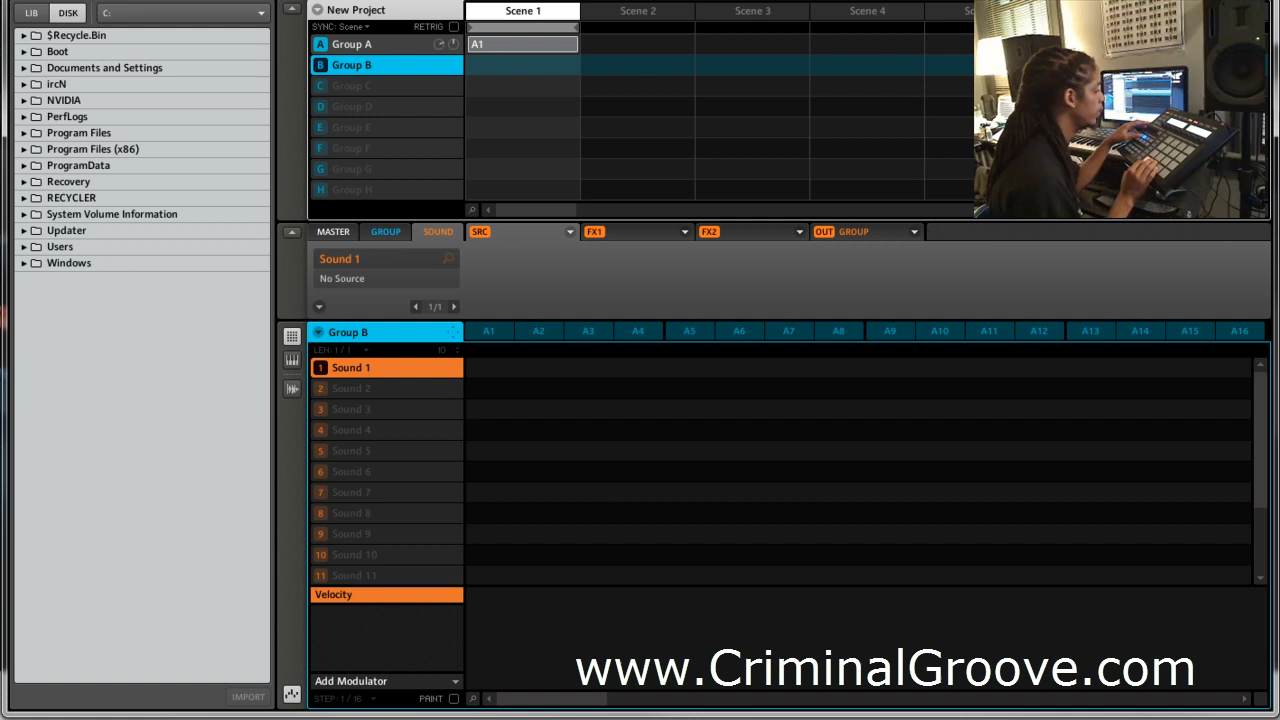 LIB DISK C:
$Recycle.Bin
Boot
Documents and Settings
ircN
NVIDIA
PerfLogs
Program Files
Program Files (x86)
ProgramData
Recovery
RECYCLER
System Volume Information
Updater
Users
Windows
IMPORT
New Project Scene 1 Scene 2 Scene 3 Scene 4 Sc
SYNC: Scene RETRIG
A Group A A1
B Group B
C Group C
D Group D
E Group E
F Group F
G Group G
H Group H
MASTER GROUP SOUND SRC FX1 FX2 OUT GROUP
Sound 1
No Source
1/1
Group B A1 A2 A3 A4 A5 A6 A7 A8 A9 A10 A11 A12 A13 A14 A15 A16
LEN: 1 / 1 10
1 Sound 1
2 Sound 2
3 Sound 3
4 Sound 4
5 Sound 5
6 Sound 6
7 Sound 7
8 Sound 8
9 Sound 9
10 Sound 10
11 Sound 11
Velocity
Add Modulator
STEP: 1 / 16 PAINT
www.CriminalGroove.com